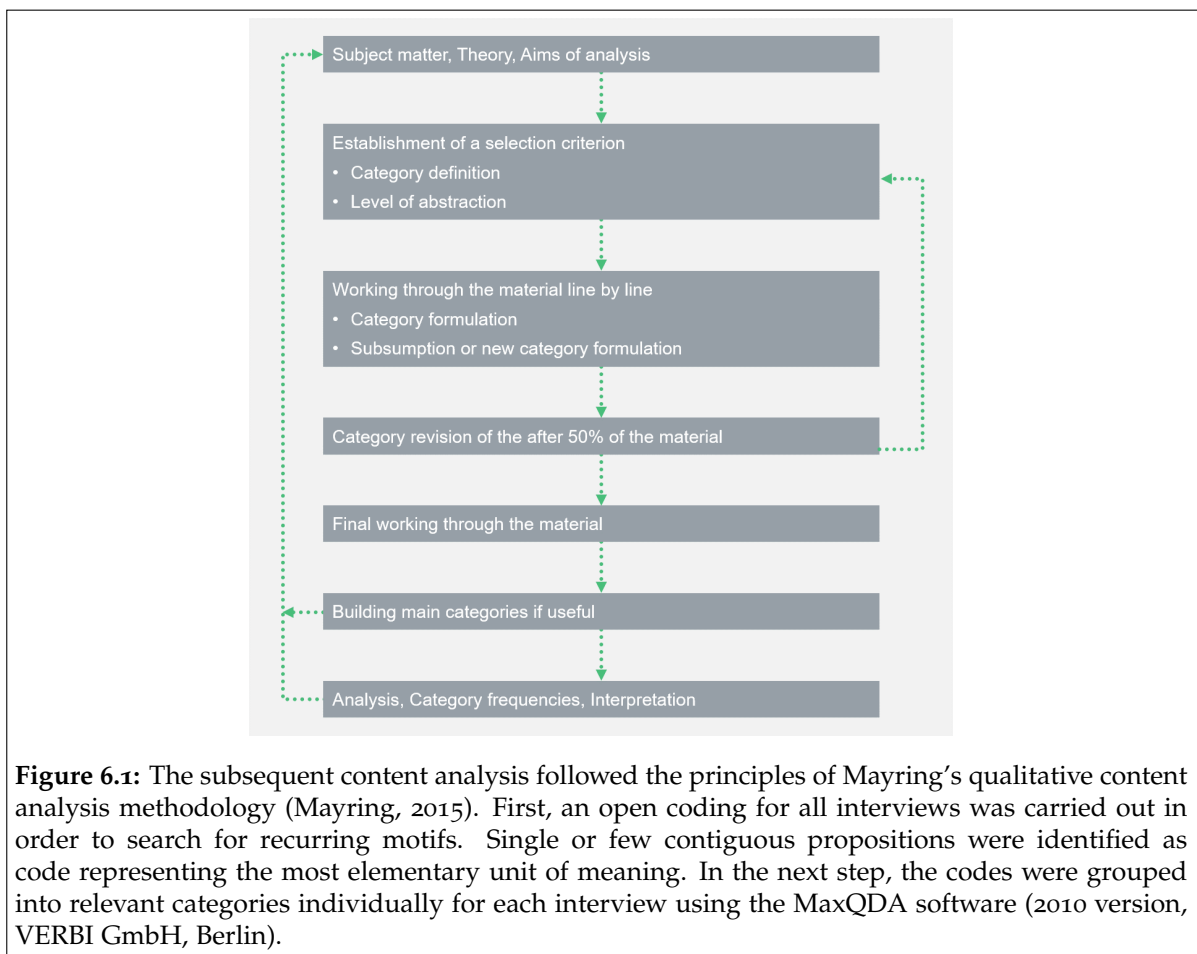 Subject matter, Theory, Aims of analysis
Establishment of a selection criterion
• Category definition
• Level of abstraction
Working through the material line by line
• Category formulation
• Subsumption or new category formulation
Category revision of the after 50% of the material
Final working through the material
Building main categories if useful
Analysis, Category frequencies, Interpretation
Figure 6.1: The subsequent content analysis followed the principles of Mayring's qualitative content
analysis methodology (Mayring, 2015). First, an open coding for all interviews was carried out in
order to search for recurring motifs. Single or few contiguous propositions were identified as
code representing the most elementary unit of meaning. In the next step, the codes were grouped
into relevant categories individually for each interview using the MaxQDA software (2010 version,
VERBI GmbH, Berlin).